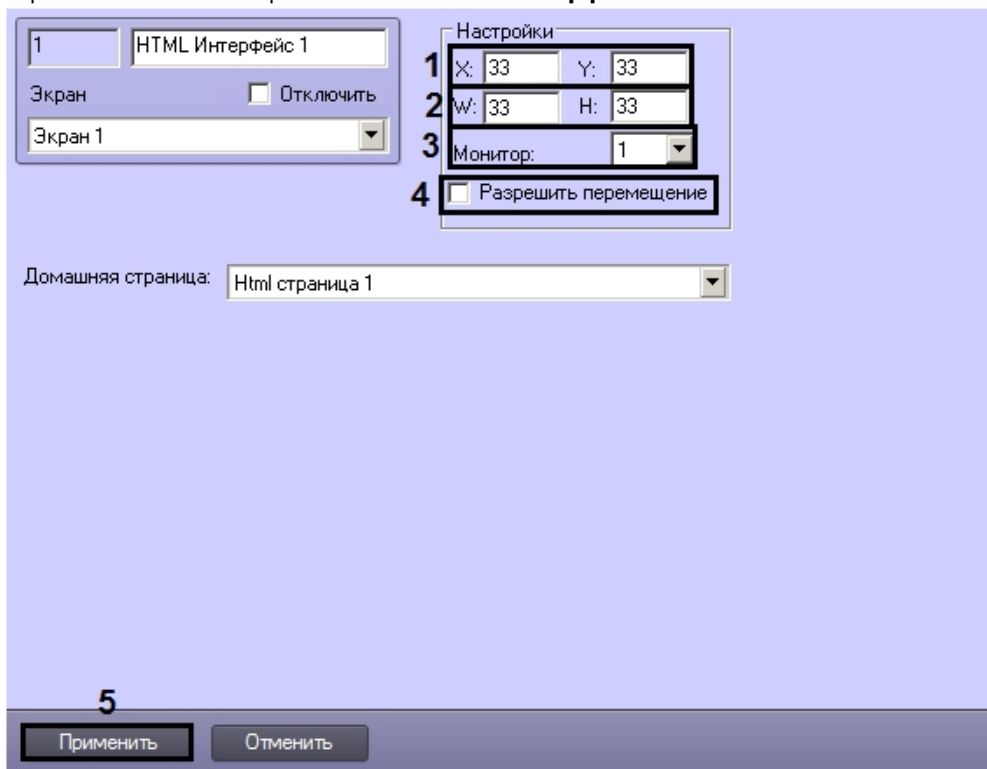 1 HTML Интерфейс 1
Экран Отключить
Экран 1
Настройки
1 X: 33 Y: 33
2 W: 33 H: 33
3 Монитор: 1
4 Разрешить перемещение
Домашняя страница: Html страница 1
5
Применить Отменить